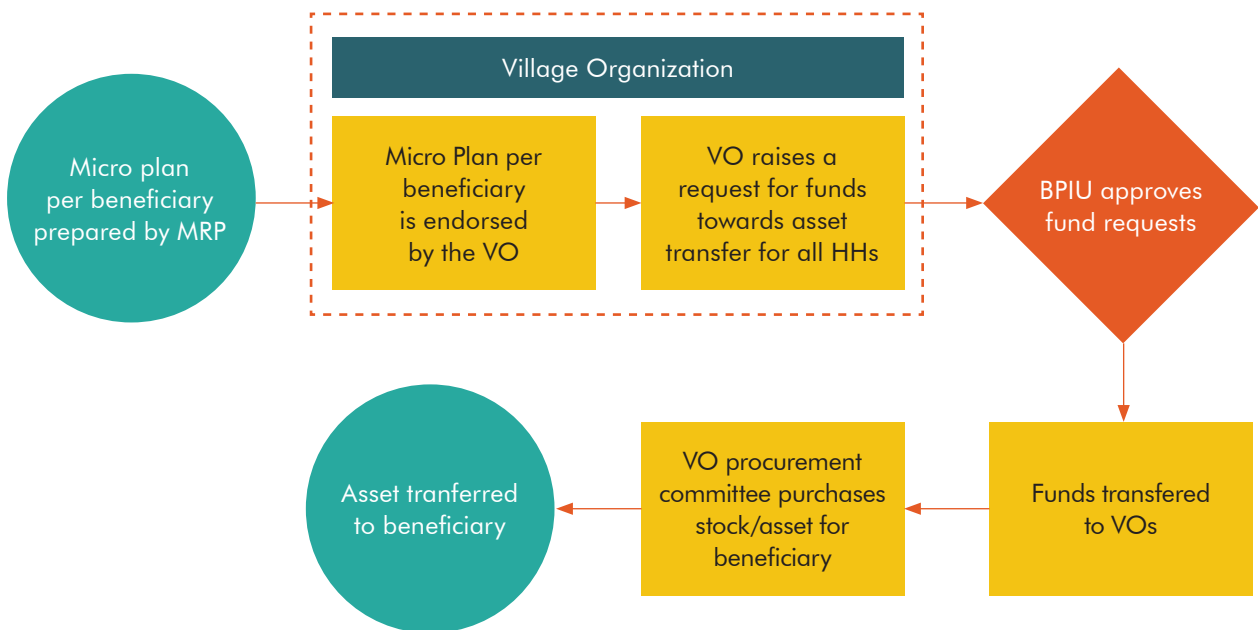 Village Organization
Micro plan
per beneficiary
prepared by MRP
Micro Plan per
beneficiary
is endorsed
by the VO
VO raises a
request for funds
towards asset
transfer for all HHs
BPIU approves
fund requests
Funds transfered
to VOs
VO procurement
committee purchases
stock/asset for
beneficiary
Asset tranferred
to beneficiary